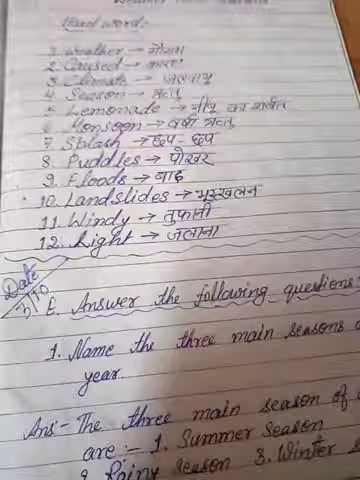 Hard word:-
1. Weather → मौसम
2. Caused →
3. Climate → जलवायु
4. Season → ऋतु
5. Lemonade → नींबू का शर्बत
6. Monsoon → वर्षा ऋतु
7. Splash → छप - छप
8. Puddles → पोखर
9. Floods → बाढ़
10. Landslides → भूस्खलन
11. Windy → तुफानी
12. Light → जलाना
Date
3/10
E. Answer the following questions:
1. Name the three main seasons
year.
Ans- The three main season of
are :- 1. Summer Season
2. Rainy season 3. Winter